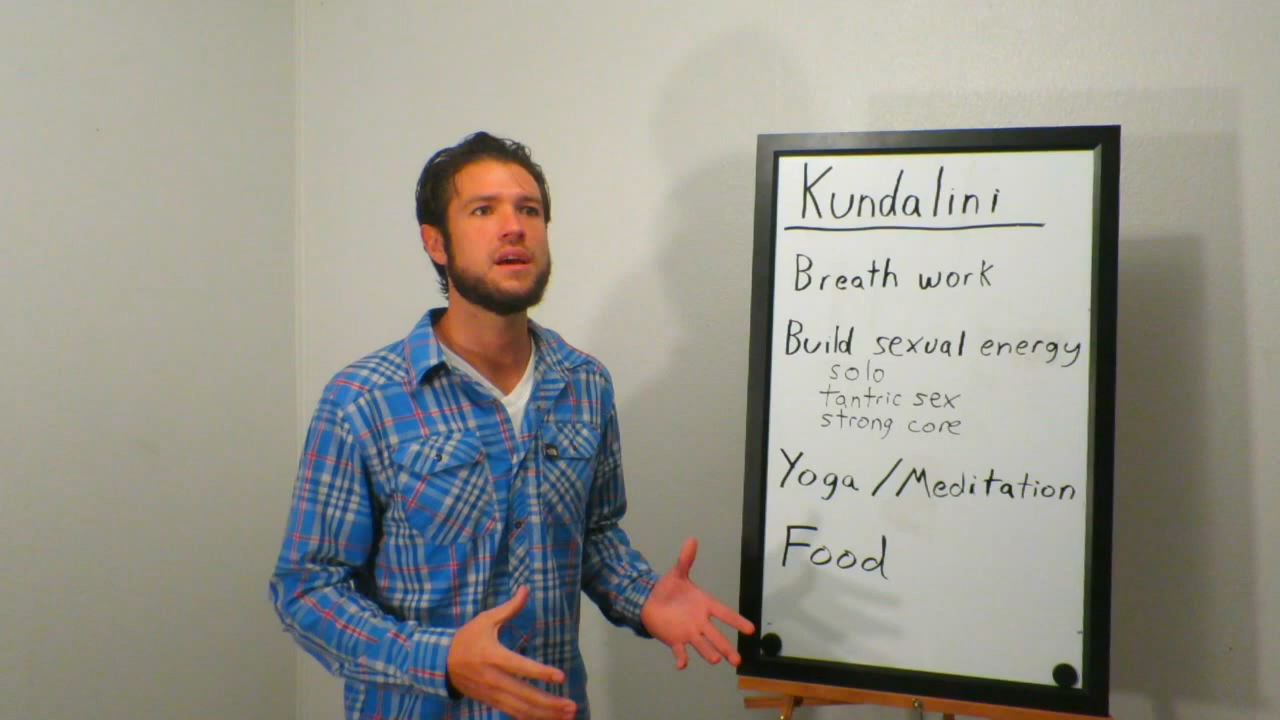 Kundalini
Breath work
Build sexual energy
solo
tantric sex
strong core
Yoga/Meditation
Food